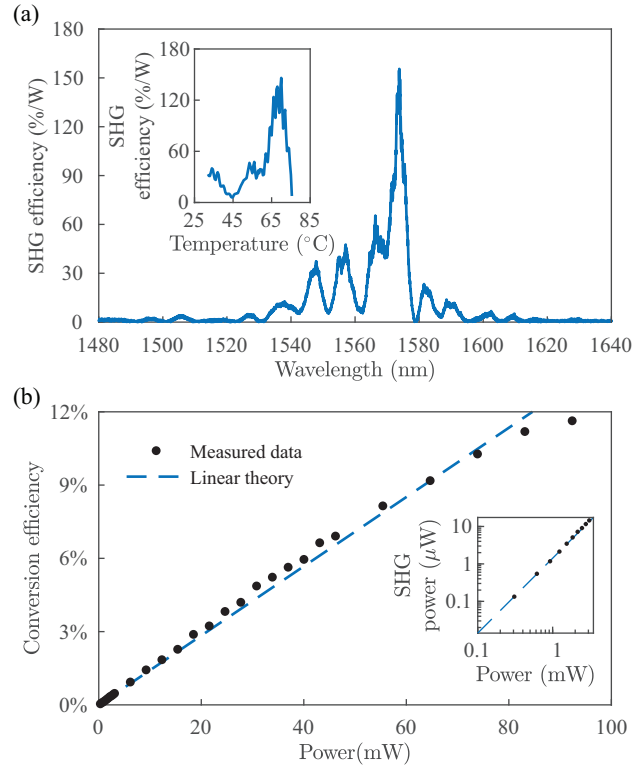 (a)
180
150
120
90
60
30
0
SHG efficiency (%/W)
SHG
efficiency (%/W)
180
120
60
0
25 45 65 85
Temperature (°C)
1480 1500 1520 1540 1560 1580 1600 1620 1640
Wavelength (nm)
(b)
12%
9%
6%
3%
0%
Conversion efficiency
Measured data
Linear theory
SHG
power (μW)
10
1
0.1
0.1 1
Power (mW)
0 20 40 60 80 100
Power(mW)